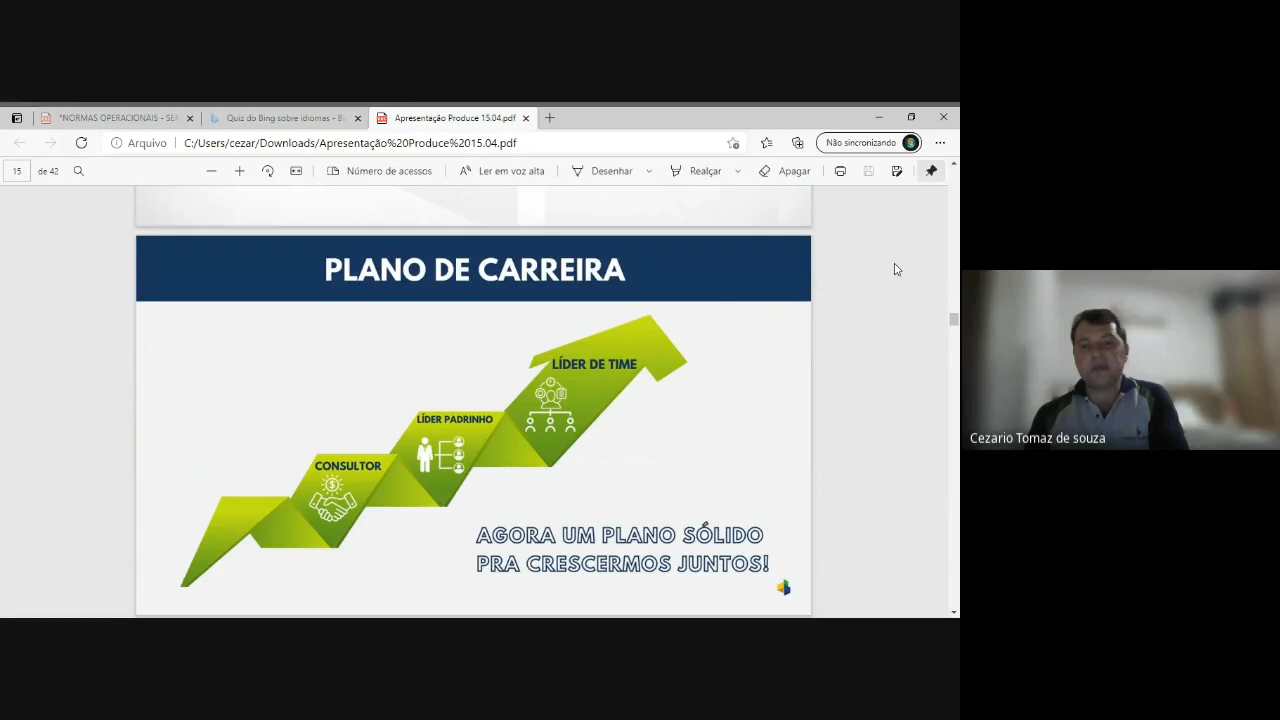 *NORMAS OPERACIONAIS - SE
Quiz do Bing sobre idiomas - B
Apresentação Produce 15.04.pdf
Arquivo
C:/Users/cezar/Downloads/Apresentação%20Produce%2015.04.pdf
Não sincronizando
15
de 42
Número de acessos
Ler em voz alta
Desenhar
Realçar
Apagar
PLANO DE CARREIRA
LÍDER DE TIME
LÍDER PADRINHO
CONSULTOR
$
AGORA UM PLANO SÓLIDO
PRA CRESCERMOS JUNTOS!
Cezario Tomaz de souza